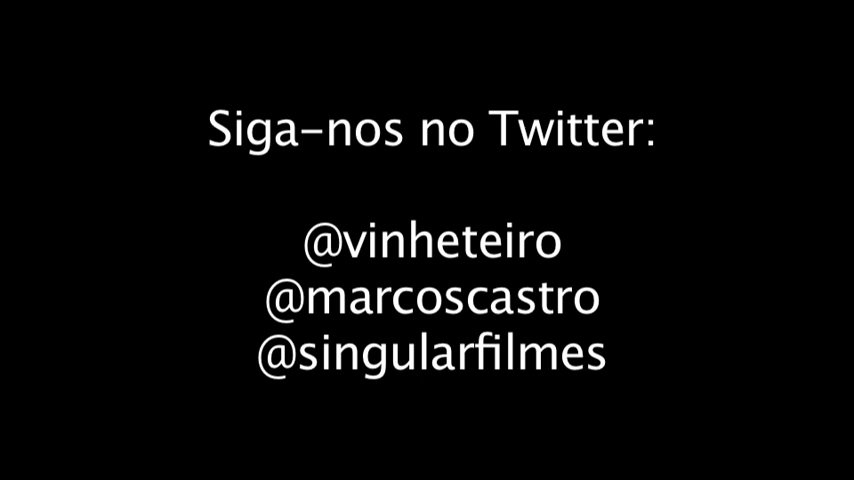 Siga-nos no Twitter:
@vinheteiro
@marcoscastro
@singularfilmes